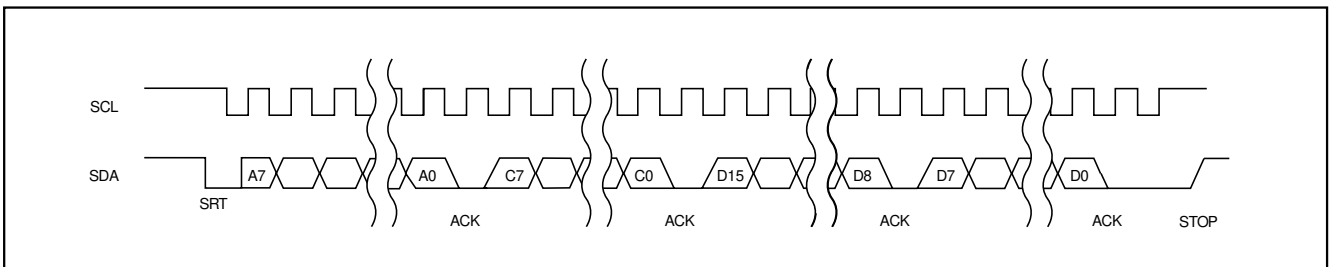 SCL
SDA A7 A0 C7 C0 D15 D8 D7 D0
SRT ACK ACK ACK ACK STOP